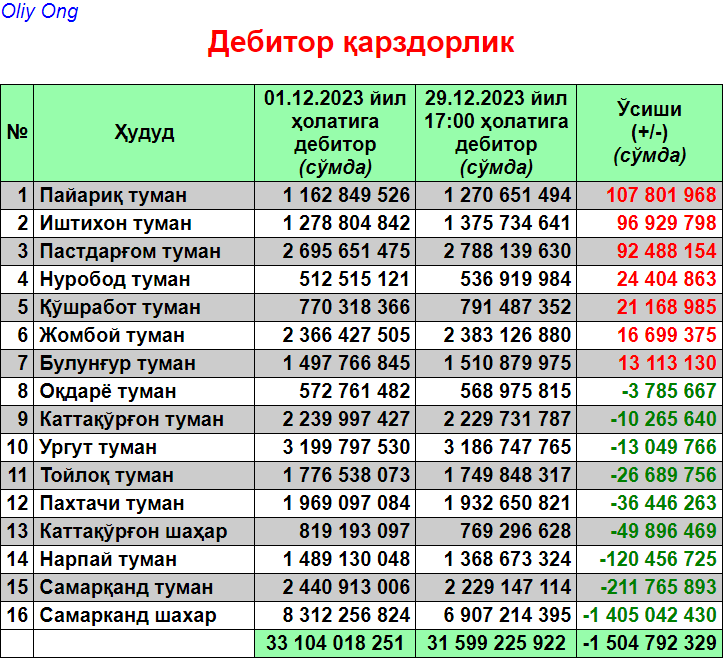 Oliy Ong
Дебитор қарздорлик
№ Ҳудуд 01.12.2023 йил ҳолатига дебитор (сўмда) 29.12.2023 йил 17:00 ҳолатига дебитор (сўмда) Ўсиши (+/-) (сўмда)
1 Пайариқ туман 1 162 849 526 1 270 651 494 107 801 968
2 Иштихон туман 1 278 804 842 1 375 734 641 96 929 798
3 Пастдарғом туман 2 695 651 475 2 788 139 630 92 488 154
4 Нуробод туман 512 515 121 536 919 984 24 404 863
5 Қўшработ туман 770 318 366 791 487 352 21 168 985
6 Жомбой туман 2 366 427 505 2 383 126 880 16 699 375
7 Булунғур туман 1 497 766 845 1 510 879 975 13 113 130
8 Оқдарё туман 572 761 482 568 975 815 -3 785 667
9 Каттақўрғон туман 2 239 997 427 2 229 731 787 -10 265 640
10 Ургут туман 3 199 797 530 3 186 747 765 -13 049 766
11 Тойлоқ туман 1 776 538 073 1 749 848 317 -26 689 756
12 Пахтачи туман 1 969 097 084 1 932 650 821 -36 446 263
13 Каттақўрғон шаҳар 819 193 097 769 296 628 -49 896 469
14 Нарпай туман 1 489 130 048 1 368 673 324 -120 456 725
15 Самарқанд туман 2 440 913 006 2 229 147 114 -211 765 893
16 Самарканд шахар 8 312 256 824 6 907 214 395 -1 405 042 430
33 104 018 251 31 599 225 922 -1 504 792 329